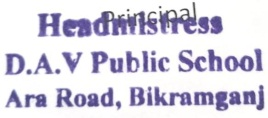 Principal
Headmistress
D.A.V Public School
Ara Road, Bikramganj